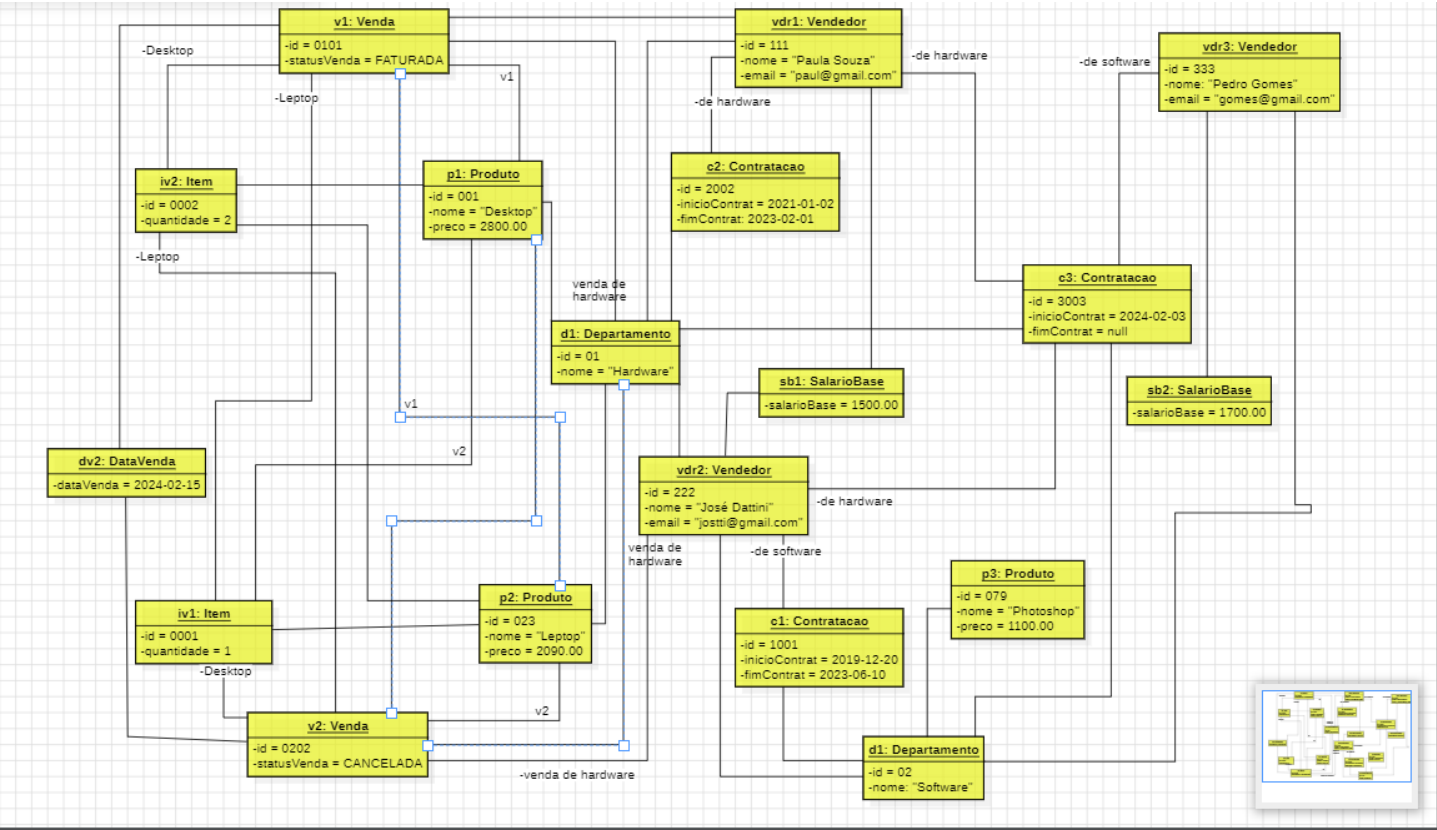 v1: Venda
-id = 0101
-statusVenda = FATURADA
vdr1: Vendedor
-id = 111
-nome = "Paula Souza"
-email = "paul@gmail.com"
vdr3: Vendedor
-id = 333
-nome: "Pedro Gomes"
-email = "gomes@gmail.com"
-Desktop
-de hardware
-de software
v1
-Leptop
-de hardware
iv2: Item
-id = 0002
-quantidade = 2
p1: Produto
-id = 001
-nome = "Desktop"
-preco = 2800.00
c2: Contratacao
-id = 2002
-inicioContrat = 2021-01-02
-fimContrat: 2023-02-01
-Leptop
venda de
hardware
c3: Contratacao
-id = 3003
-inicioContrat = 2024-02-03
-fimContrat = null
d1: Departamento
-id = 01
-nome = "Hardware"
sb1: SalarioBase
-salarioBase = 1500.00
sb2: SalarioBase
-salarioBase = 1700.00
v1
v2
dv2: DataVenda
-dataVenda = 2024-02-15
vdr2: Vendedor
-id = 222
-nome = "José Dattini"
-email = "jostti@gmail.com"
-de hardware
venda de
hardware
-de software
p3: Produto
-id = 079
-nome = "Photoshop"
-preco = 1100.00
iv1: Item
-id = 0001
-quantidade = 1
p2: Produto
-id = 023
-nome = "Leptop"
-preco = 2090.00
c1: Contratacao
-id = 1001
-inicioContrat = 2019-12-20
-fimContrat = 2023-06-10
-Desktop
v2
v2: Venda
-id = 0202
-statusVenda = CANCELADA
-venda de hardware
d1: Departamento
-id = 02
-nome: "Software"